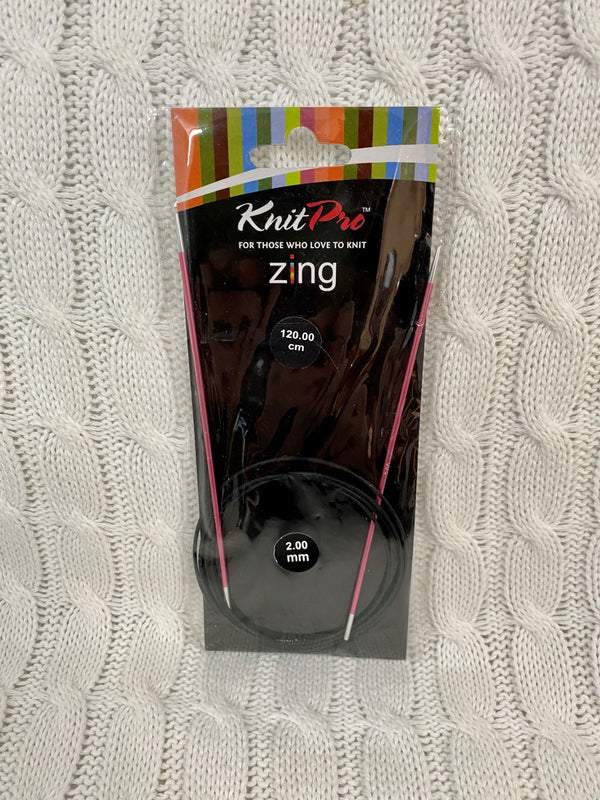 KnitPro™
FOR THOSE WHO LOVE TO KNIT
zing
120.00
cm
2.00
mm